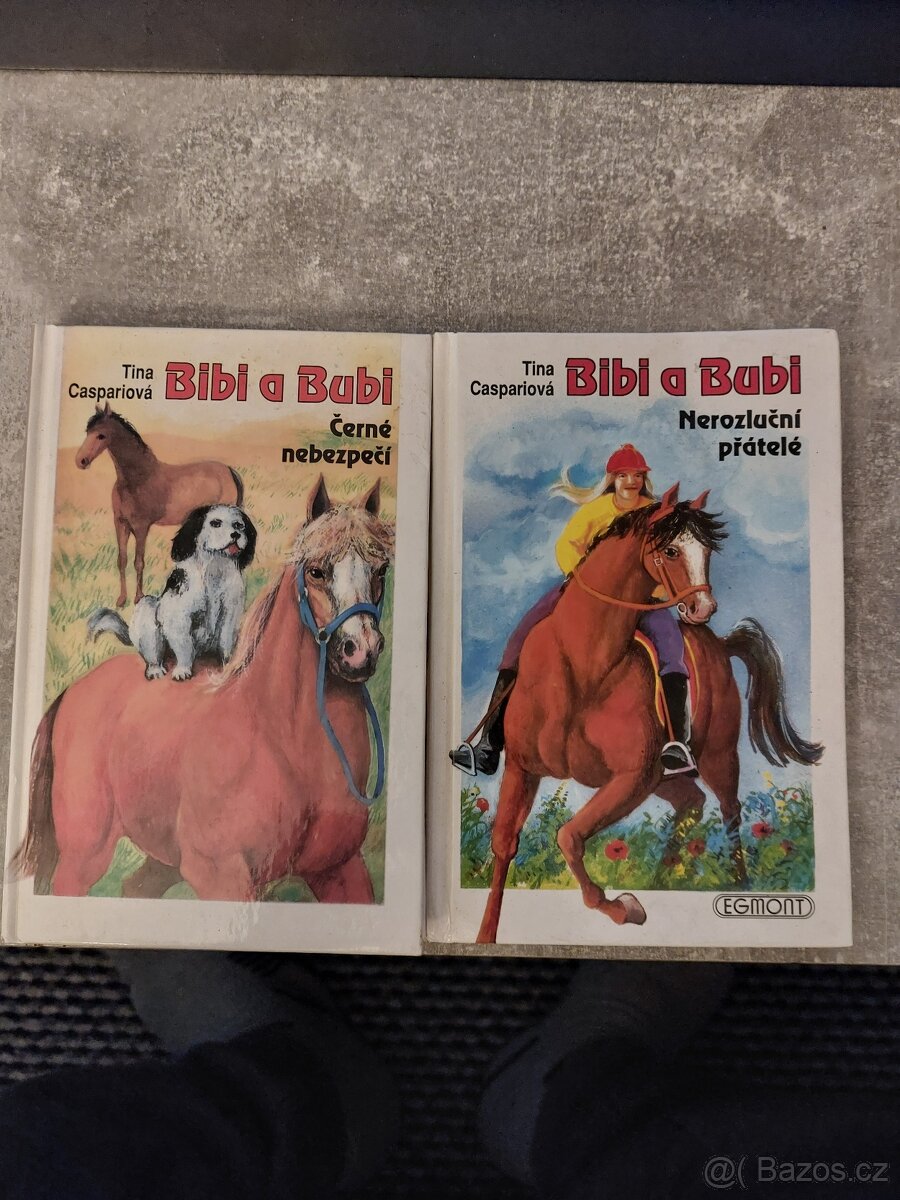 Tina
Caspariová
Bibi a Bubi
Černé
nebezpečí
Tina
Caspariová
Bibi a Bubi
Nerozluční
přátelé
EGMONT
@( Bazos.cz